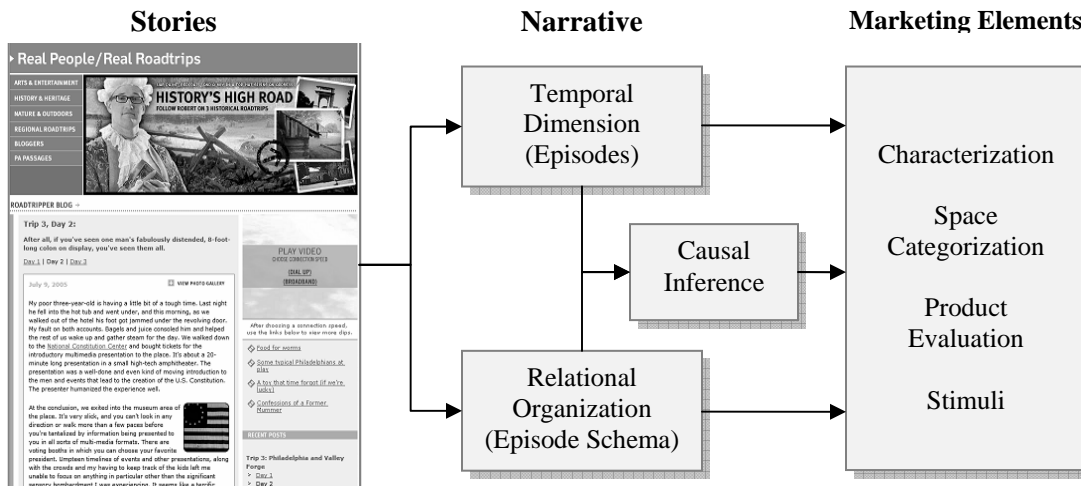 Stories
Narrative
Marketing Elements
Real People/Real Roadtrips
ARTS & ENTERTAINMENT
HISTORY & HERITAGE
NATURE & OUTDOORS
REGIONAL ROADTRIPS
BLOGGERS
PA PASSAGES
HISTORY'S HIGH ROAD
FOLLOW ROBERT ON 3 HISTORICAL ROADTRIPS
ROADTRIPPER BLOG
Trip 3, Day 2:
After all, if you've seen one man's fabulously distended, 8-foot-
long colon on display, you've seen them all.
Day 1 | Day 2 | Day 3
July 9, 2005
VIEW PHOTO GALLERY
My poor three-year-old is having a little bit of a tough time. Last night
he fell into the hot tub and went under, and this morning, as we
walked out of the hotel his foot got jammed under the revolving door.
My fault on both accounts. Bagels and juice consoled him and helped
the rest of us wake up and gather steam for the day. We walked down
to the National Constitution Center and bought tickets for the
introductory multimedia presentation to the place. It's about a 20-
minute long presentation in a small high-tech amphitheater. The
presentation was a well-done and even kind of moving introduction to
the men and events that lead to the creation of the U.S. Constitution.
The presenter humanized the experience well.
At the conclusion, we exited into the museum area of
the place. It's very slick, and you can't look in any
direction or walk more than a few paces before
you're tantalized by information being presented to
you in all sorts of multi-media formats. There are
voting booths in which you can choose your favorite
president. Umpteen timelines of events and other presentations, along
with the crowds and my having to keep track of the kids left me
unable to focus on anything in particular other than the significant
sensory bombardment I was experiencing. It seems like a terrific
PLAY VIDEO
CHOOSE CONNECTION SPEED
(DIAL UP)
(BROADBAND)
After choosing a connection speed,
use the links below to view more clips.
Food for worms
Some typical Philadelphians at
play
A toy that time forgot (if we're
lucky)
Confessions of a Former
Mummer
RECENT POSTS
Trip 3: Philadelphia and Valley
Forge
> Day 1
> Day 2
Temporal
Dimension
(Episodes)
Causal
Inference
Relational
Organization
(Episode Schema)
Characterization
Space
Categorization
Product
Evaluation
Stimuli